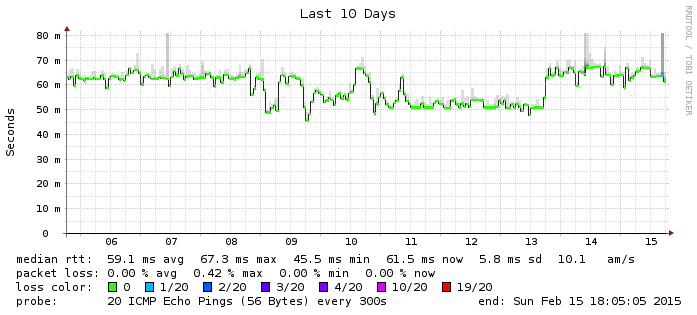 Last 10 Days
RRDTOOL / TOBI OETIKER
Seconds
80 m
70 m
60 m
50 m
40 m
30 m
20 m
10 m
0
06 07 08 09 10 11 12 13 14 15
median rtt: 59.1 ms avg 67.3 ms max 45.5 ms min 61.5 ms now 5.8 ms sd 10.1 am/s
packet loss: 0.00 % avg 0.42 % max 0.00 % min 0.00 % now
loss color: 0 1/20 2/20 3/20 4/20 10/20 19/20
probe: 20 ICMP Echo Pings (56 Bytes) every 300s end: Sun Feb 15 18:05:05 2015